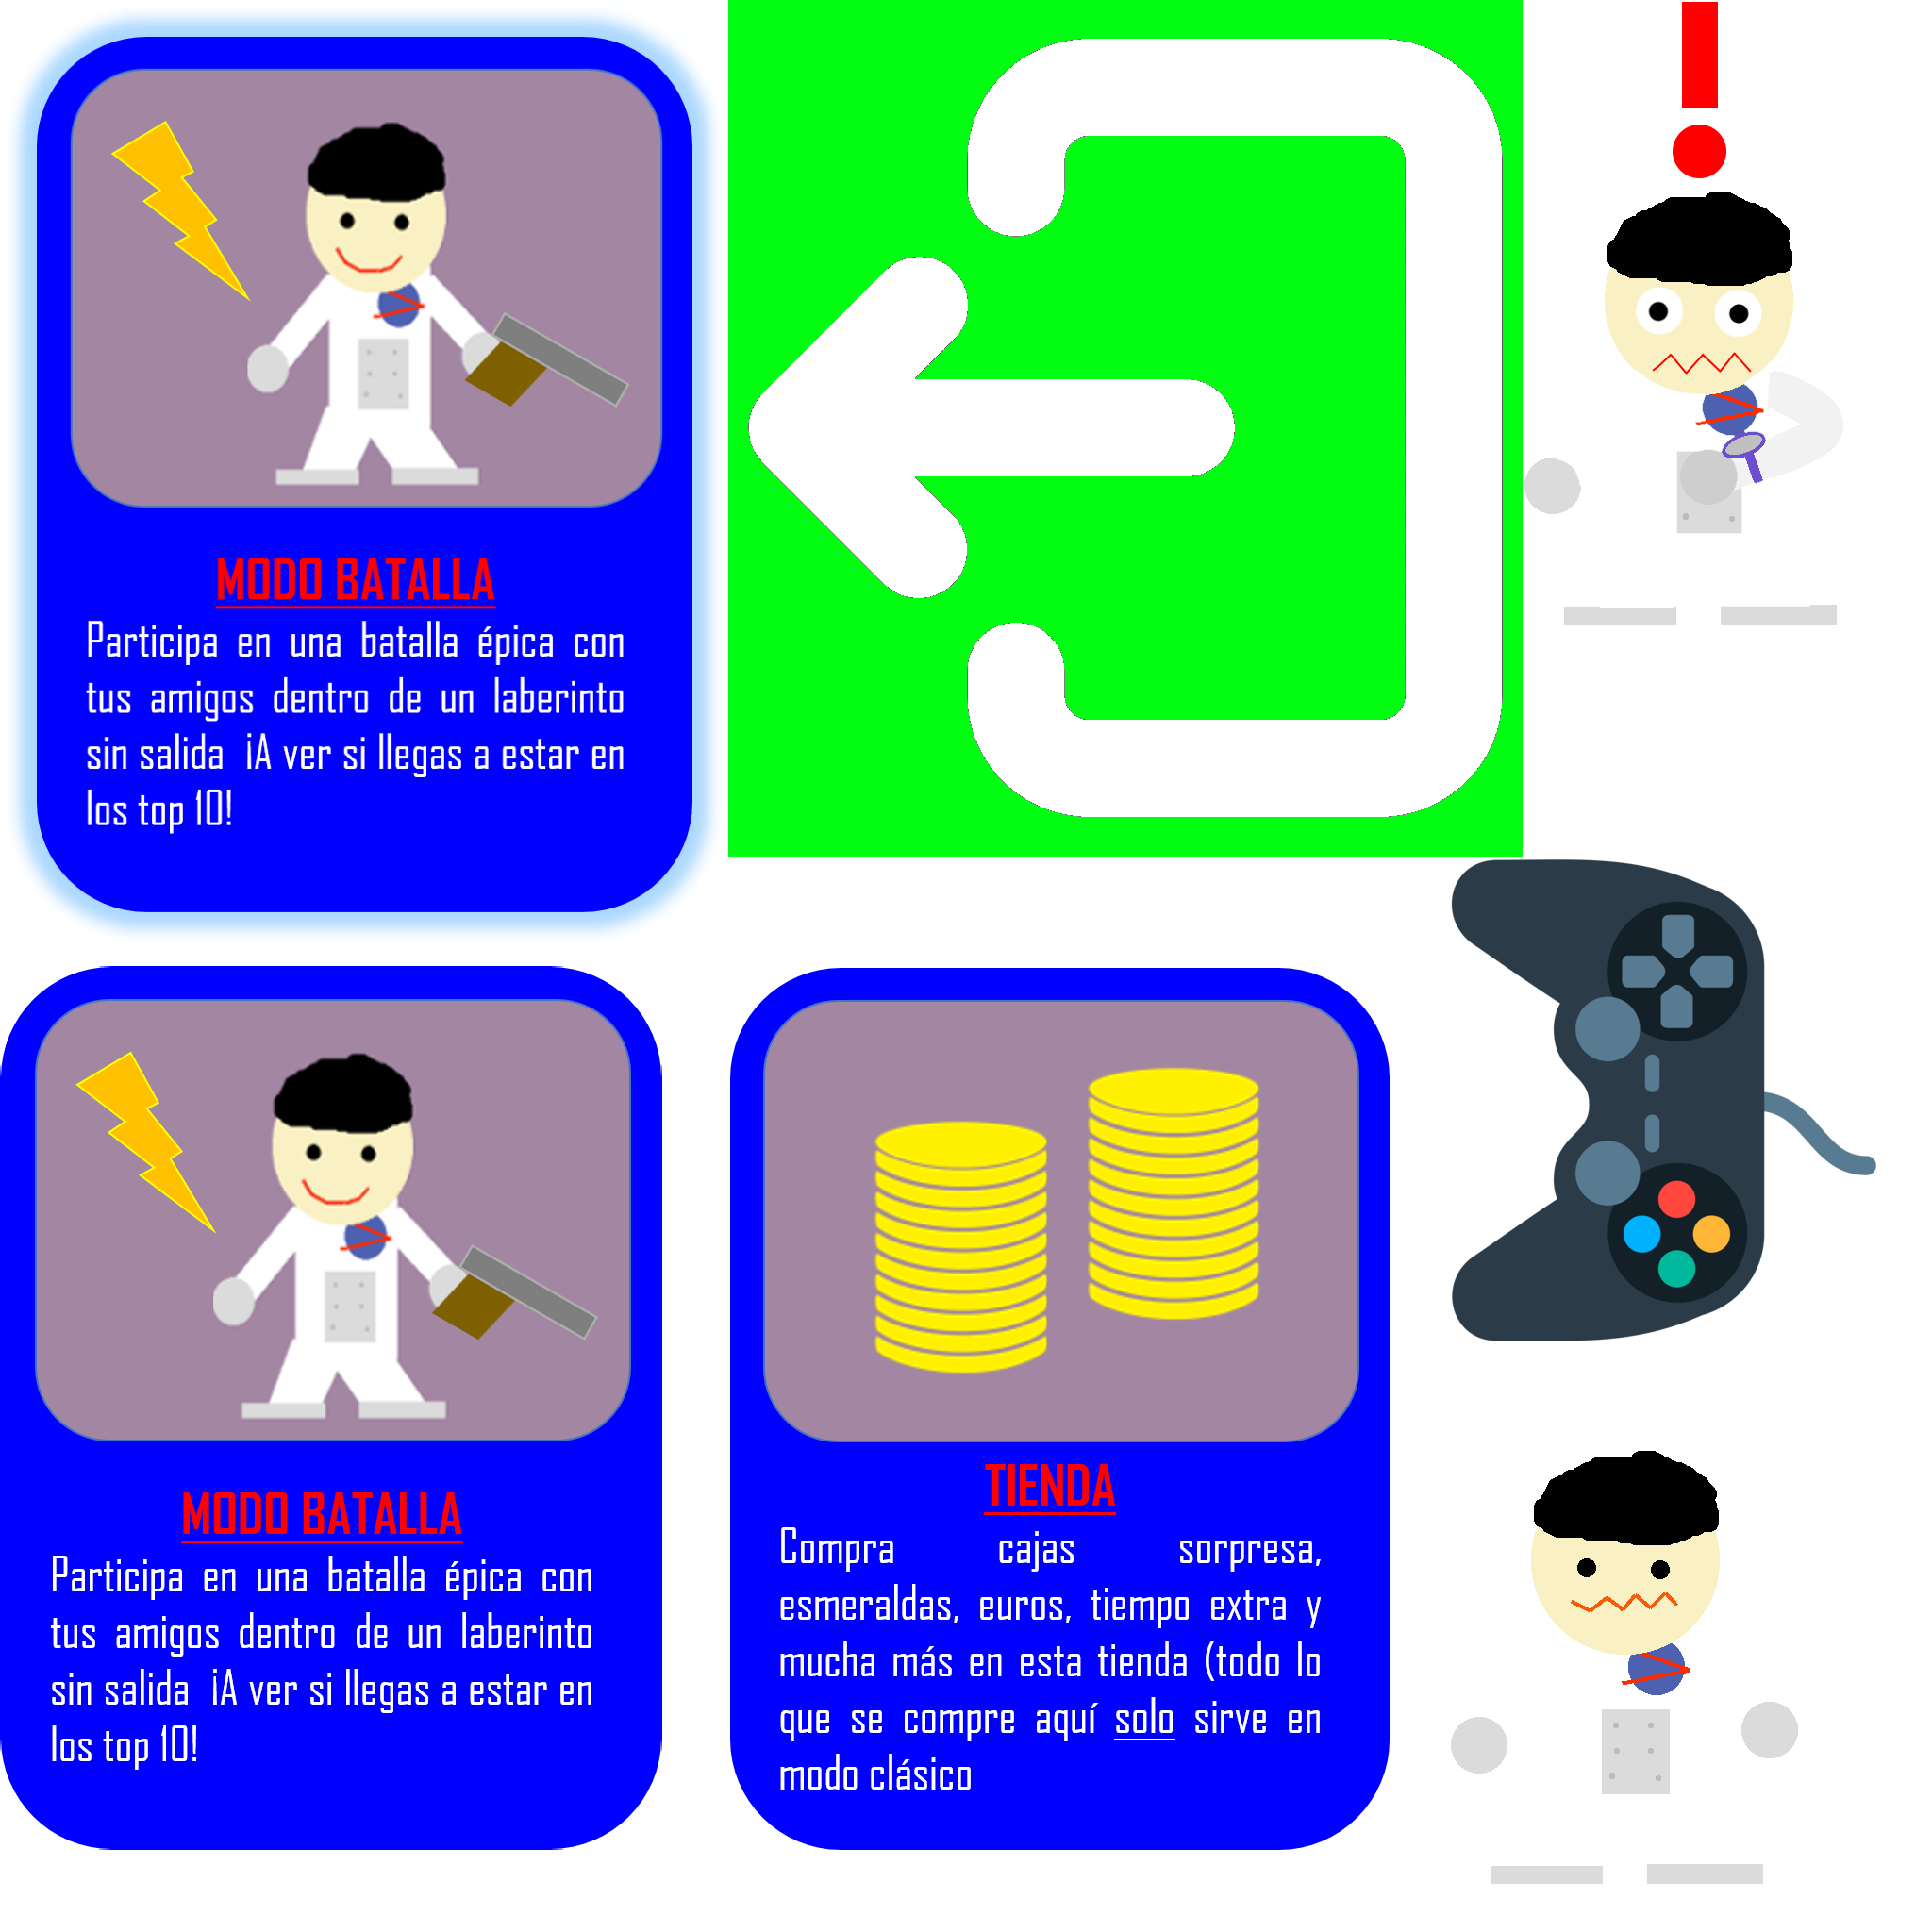 MODO BATALLA
Participa en una batalla épica con
tus amigos dentro de un laberinto
sin salida ¡A ver si llegas a estar en
los top 10!
MODO BATALLA
Participa en una batalla épica con
tus amigos dentro de un laberinto
sin salida ¡A ver si llegas a estar en
los top 10!
TIENDA
Compra cajas sorpresa,
esmeraldas, euros, tiempo extra y
mucha más en esta tienda (todo lo
que se compre aquí solo sirve en
modo clásico